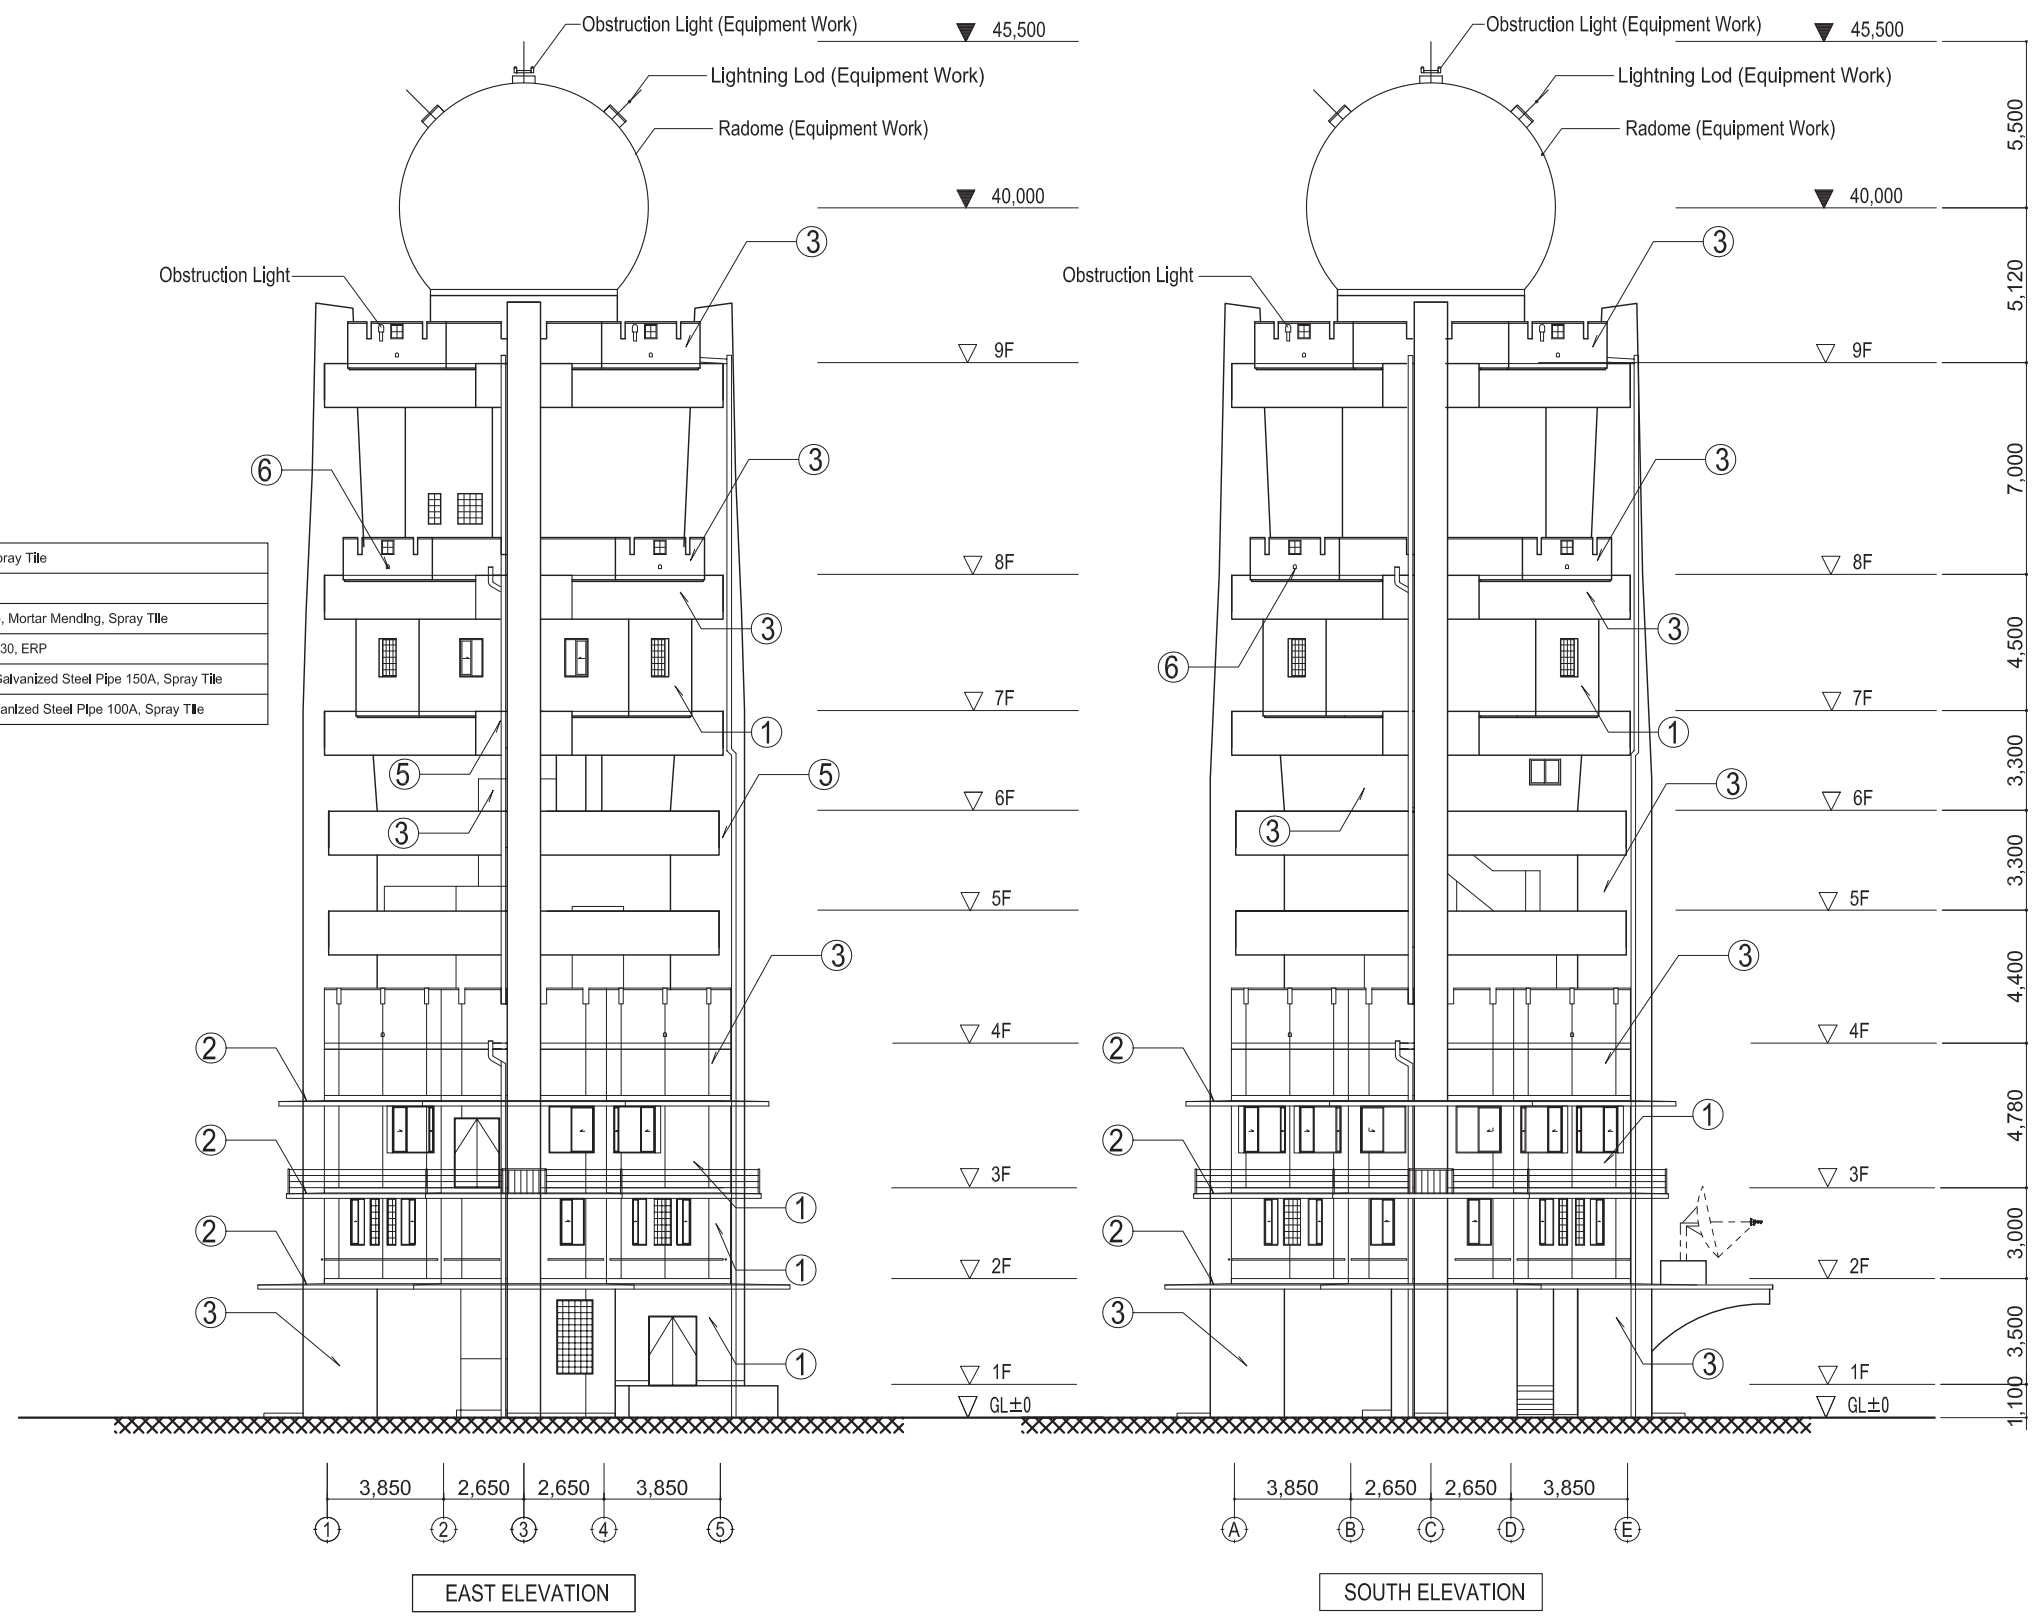 Obstruction Light (Equipment Work)
Lightning Lod (Equipment Work)
Radome (Equipment Work)
Obstruction Light
45,500
40,000
9F
8F
7F
6F
5F
4F
3F
2F
1F
GL±0
3
3
6
3
1
5
5
3
3
2
2
1
2
1
3
1
Spray Tile
, Mortar Mending, Spray Tile
30, ERP
Galvanized Steel Pipe 150A, Spray Tile
anized Steel Pipe 100A, Spray Tile
3,850 2,650 2,650 3,850
1 2 3 4 5
EAST ELEVATION
Obstruction Light (Equipment Work)
Lightning Lod (Equipment Work)
Radome (Equipment Work)
Obstruction Light
45,500
40,000
9F
8F
7F
6F
5F
4F
3F
2F
1F
GL±0
3
3
3
6
1
3
3
3
2
1
2
2
3
3
5,500
5,120
7,000
4,500
3,300
3,300
4,400
4,780
3,000
3,500
1,100
3,850 2,650 2,650 3,850
A B C D E
SOUTH ELEVATION